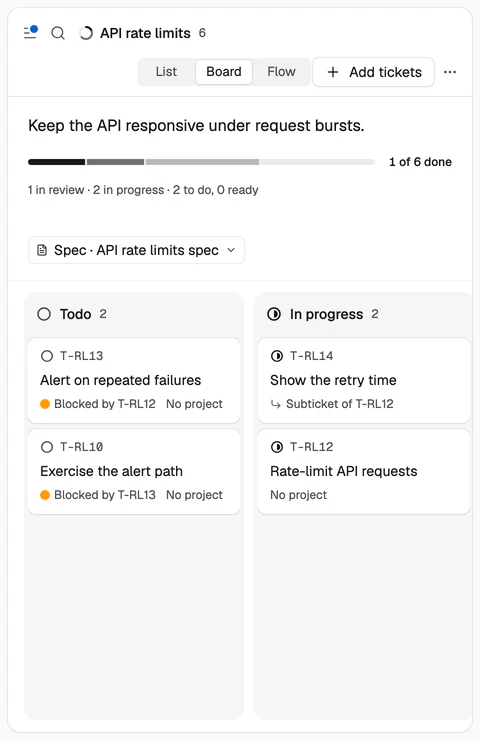 API rate limits 6
List Board Flow + Add tickets ...
Keep the API responsive under request bursts.
1 of 6 done
1 in review · 2 in progress · 2 to do, 0 ready
Spec · API rate limits spec
Todo 2
T-RL13
Alert on repeated failures
Blocked by T-RL12 No project
T-RL10
Exercise the alert path
Blocked by T-RL13 No project
In progress 2
T-RL14
Show the retry time
Subticket of T-RL12
T-RL12
Rate-limit API requests
No project